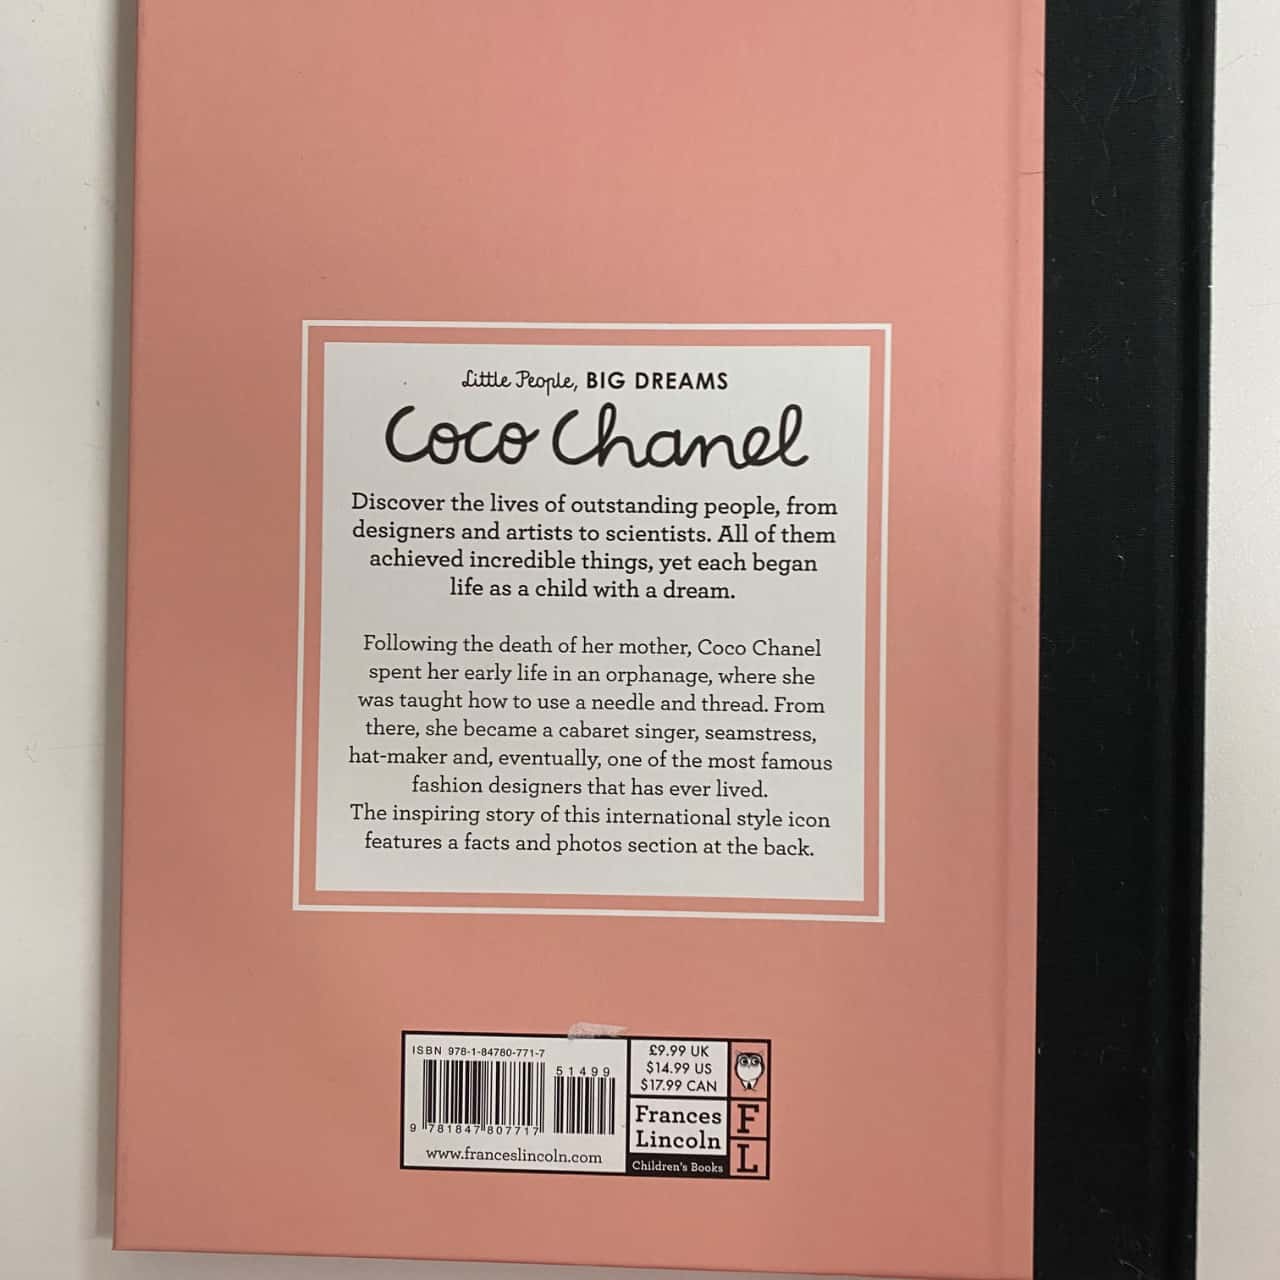 Little People, BIG DREAMS
Coco Chanel
Discover the lives of outstanding people, from
designers and artists to scientists. All of them
achieved incredible things, yet each began
life as a child with a dream.
Following the death of her mother, Coco Chanel
spent her early life in an orphanage, where she
was taught how to use a needle and thread. From
there, she became a cabaret singer, seamstress,
hat-maker and, eventually, one of the most famous
fashion designers that has ever lived.
The inspiring story of this international style icon
features a facts and photos section at the back.
ISBN 978-1-84780-771-7
51499
9 781847 807717
www.franceslincoln.com
£9.99 UK
$14.99 US
$17.99 CAN
Frances
Lincoln
Children's Books
F
L